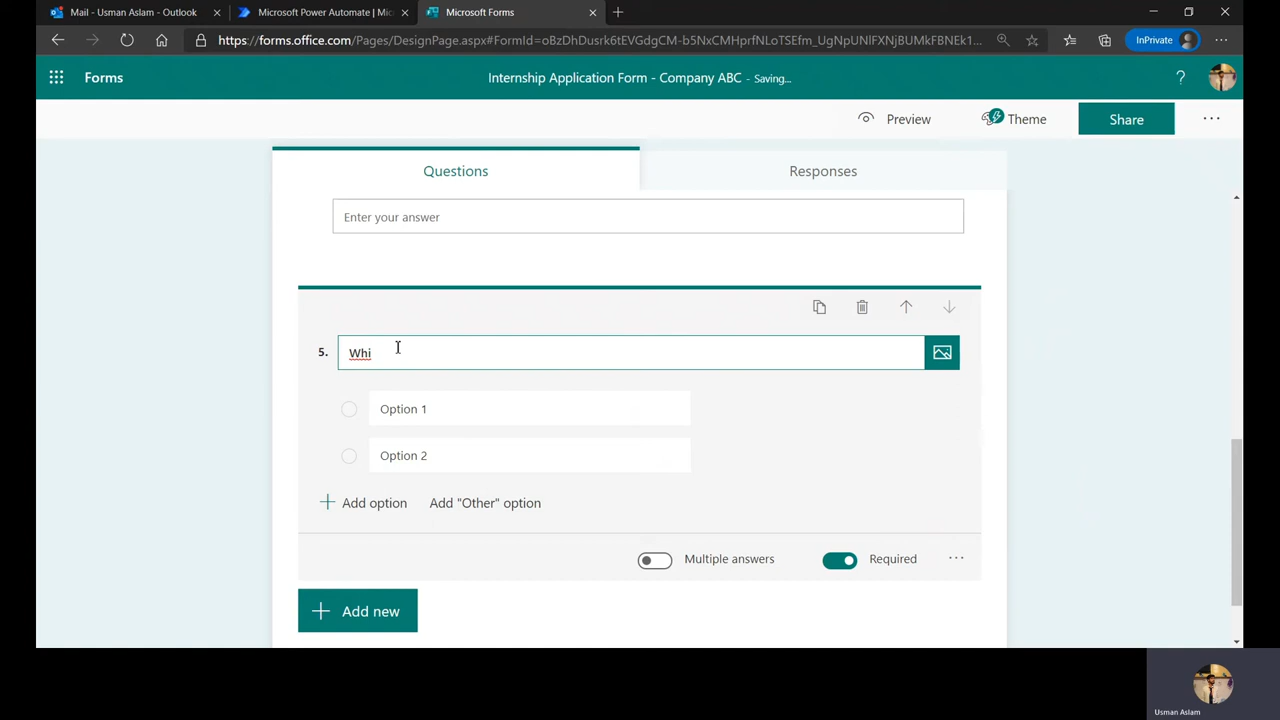 Mail - Usman Aslam - Outlook
Microsoft Power Automate | Mic
Microsoft Forms
https://forms.office.com/Pages/DesignPage.aspx#FormId=oBzDhDusrk6tEVGdgCM-b5NxCMHprfNLoTSEfm_UgNpUNlFXNjBUMkFBNEk1...
InPrivate
Forms
Internship Application Form - Company ABC - Saving...
?
Preview
Theme
Share
Questions
Responses
Enter your answer
5.
Whi
Option 1
Option 2
Add option
Add "Other" option
Multiple answers
Required
Add new
Usman Aslam